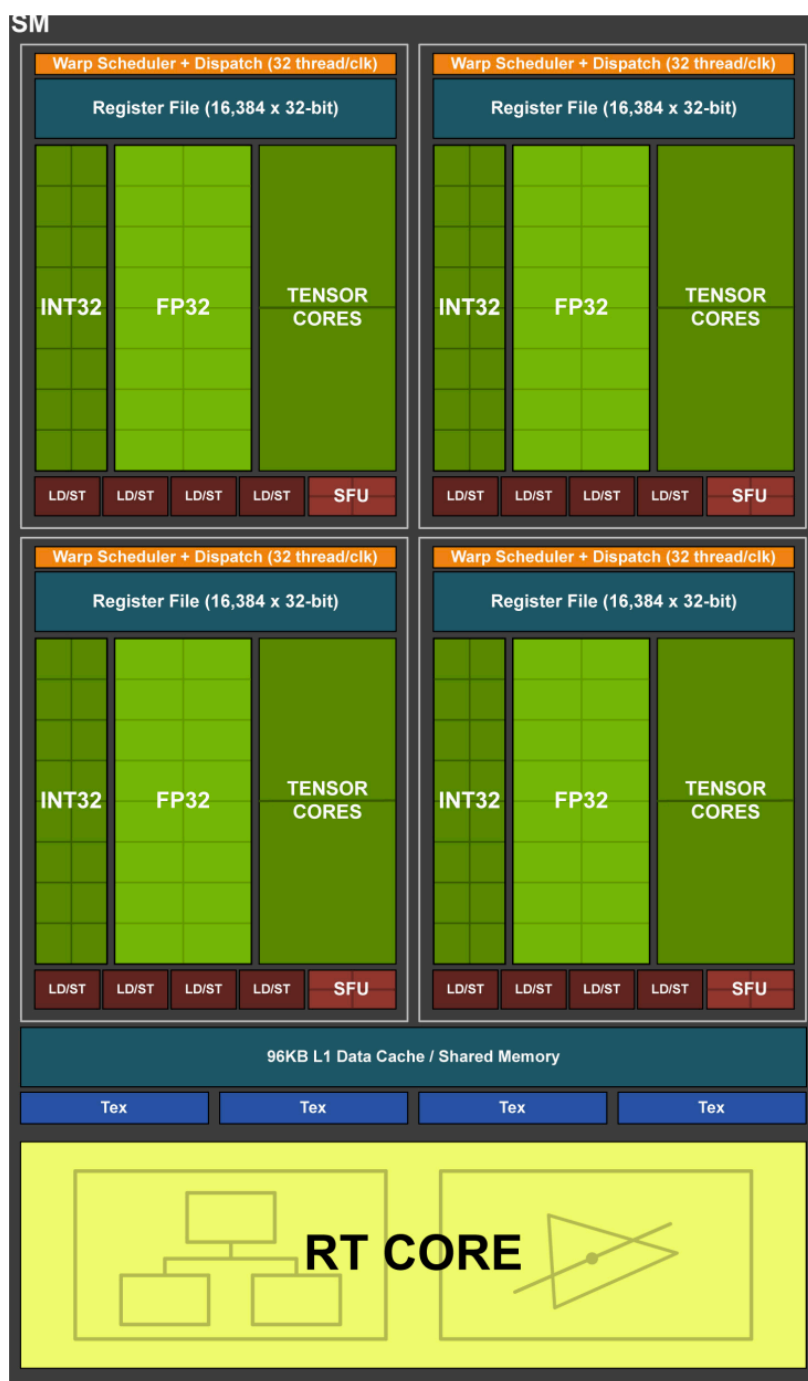 SM
Warp Scheduler + Dispatch (32 thread/clk)
Register File (16,384 x 32-bit)
INT32
FP32
TENSOR
CORES
LD/ST
LD/ST
LD/ST
LD/ST
SFU
Warp Scheduler + Dispatch (32 thread/clk)
Register File (16,384 x 32-bit)
INT32
FP32
TENSOR
CORES
LD/ST
LD/ST
LD/ST
LD/ST
SFU
Warp Scheduler + Dispatch (32 thread/clk)
Register File (16,384 x 32-bit)
INT32
FP32
TENSOR
CORES
LD/ST
LD/ST
LD/ST
LD/ST
SFU
Warp Scheduler + Dispatch (32 thread/clk)
Register File (16,384 x 32-bit)
INT32
FP32
TENSOR
CORES
LD/ST
LD/ST
LD/ST
LD/ST
SFU
96KB L1 Data Cache / Shared Memory
Tex
Tex
Tex
Tex
RT CORE